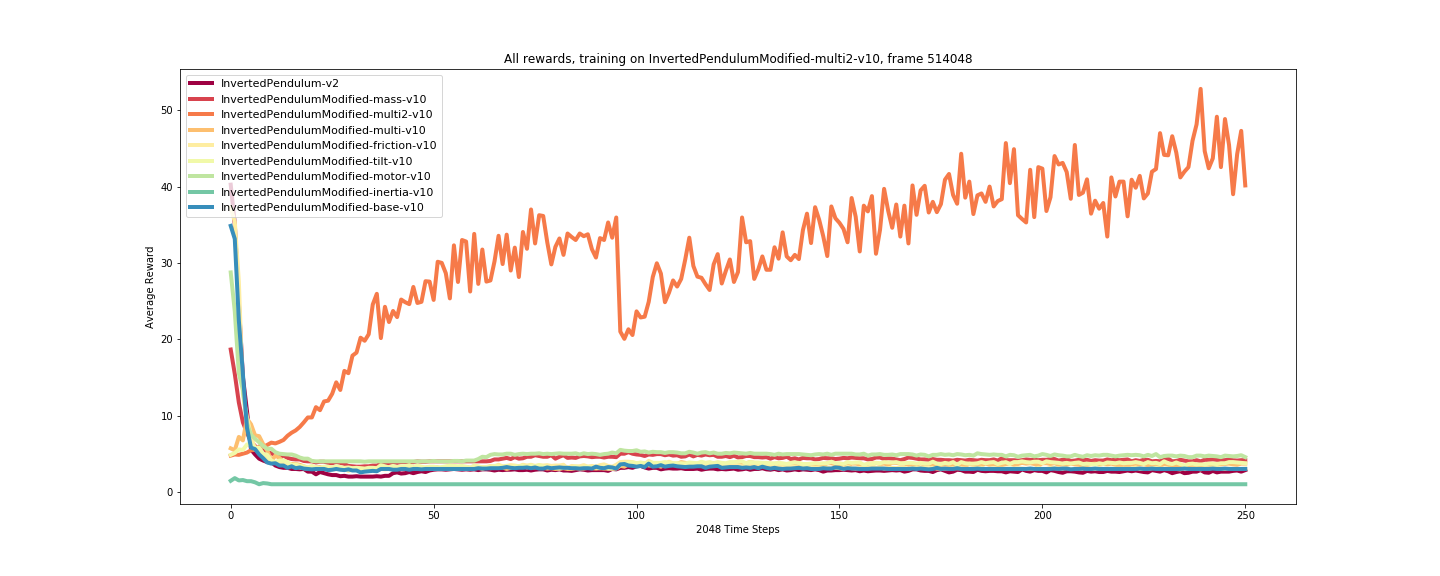 All rewards, training on InvertedPendulumModified-multi2-v10, frame 514048
InvertedPendulum-v2
InvertedPendulumModified-mass-v10
InvertedPendulumModified-multi2-v10
InvertedPendulumModified-multi-v10
InvertedPendulumModified-friction-v10
InvertedPendulumModified-tilt-v10
InvertedPendulumModified-motor-v10
InvertedPendulumModified-inertia-v10
InvertedPendulumModified-base-v10
50
40
30
20
10
0
Average Reward
0 50 100 150 200 250
2048 Time Steps